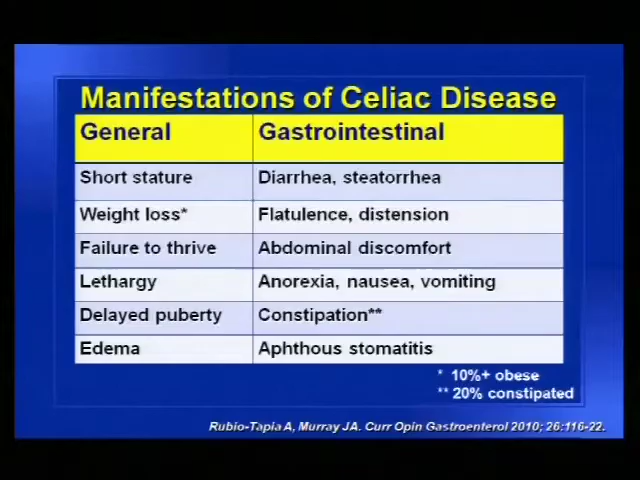 Manifestations of Celiac Disease
General Gastrointestinal
Short stature Diarrhea, steatorrhea
Weight loss* Flatulence, distension
Failure to thrive Abdominal discomfort
Lethargy Anorexia, nausea, vomiting
Delayed puberty Constipation**
Edema Aphthous stomatitis
* 10%+ obese
** 20% constipated
Rubio-Tapia A, Murray JA. Curr Opin Gastroenterol 2010; 26:116-22.